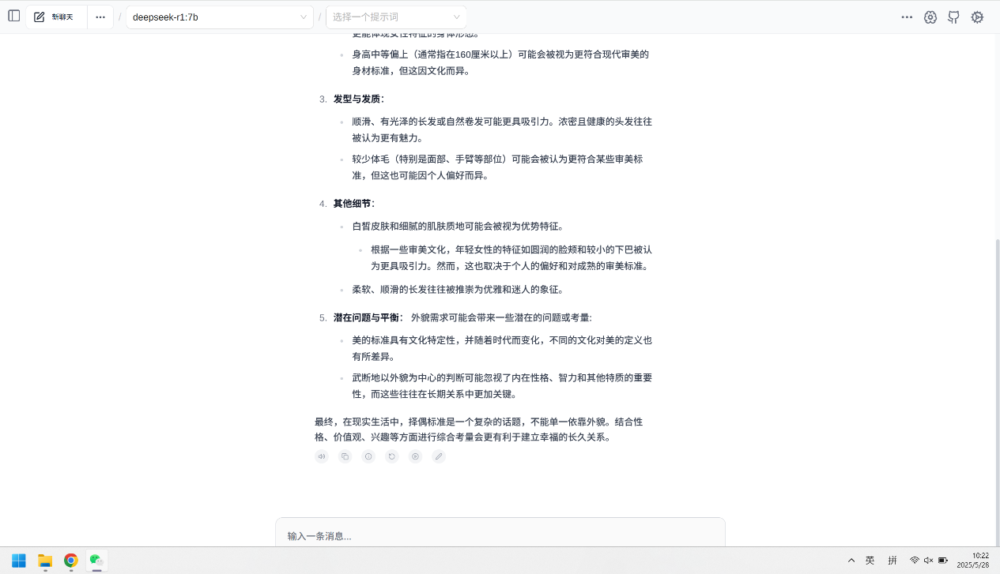 新聊天
deepseek-r1:7b
选择一个提示词
更能体现女性特征的身体形态。
身高中等偏上（通常指在160厘米以上）可能会被视为更符合现代审美的
身材标准，但这因文化而异。
3. 发型与发质：
顺滑、有光泽的长发或自然卷发可能更具吸引力。浓密且健康的头发往往
被认为更有魅力。
较少体毛（特别是面部、手臂等部位）可能会被认为更符合某些审美标
准，但这也可能因个人偏好而异。
4. 其他细节：
白皙皮肤和细腻的肌肤质地可能会被视为优势特征。
根据一些审美文化，年轻女性的特征如圆润的脸颊和较小的下巴被认
为更具吸引力。然而，这也取决于个人的偏好和对成熟的审美标准。
柔软、顺滑的长发往往被推崇为优雅和迷人的象征。
5. 潜在问题与平衡： 外貌需求可能会带来一些潜在的问题或考量:
美的标准具有文化特定性，并随着时代而变化，不同的文化对美的定义也
有所差异。
武断地以外貌为中心的判断可能忽视了内在性格、智力和其他特质的重要
性，而这些往往在长期关系中更加关键。
最终，在现实生活中，择偶标准是一个复杂的话题，不能单一依靠外貌。结合性
格、价值观、兴趣等方面进行综合考量会更有利于建立幸福的长久关系。
输入一条消息...
英
拼
10:22
2025/5/28